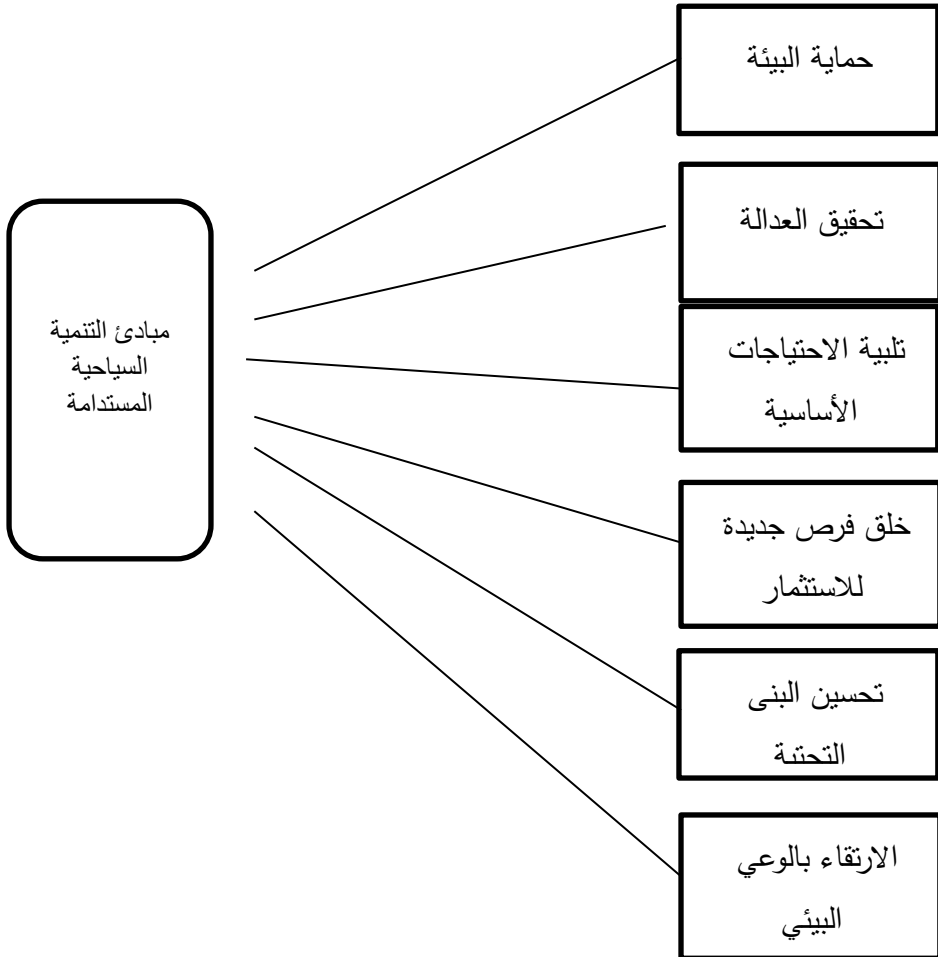 مبادئ التنمية
السياحية
المستدامة
حماية البيئة
تحقيق العدالة
تلبية الاحتياجات
الأساسية
خلق فرص جديدة
للاستثمار
تحسين البنى
التحتية
الارتقاء بالوعي
البيئي